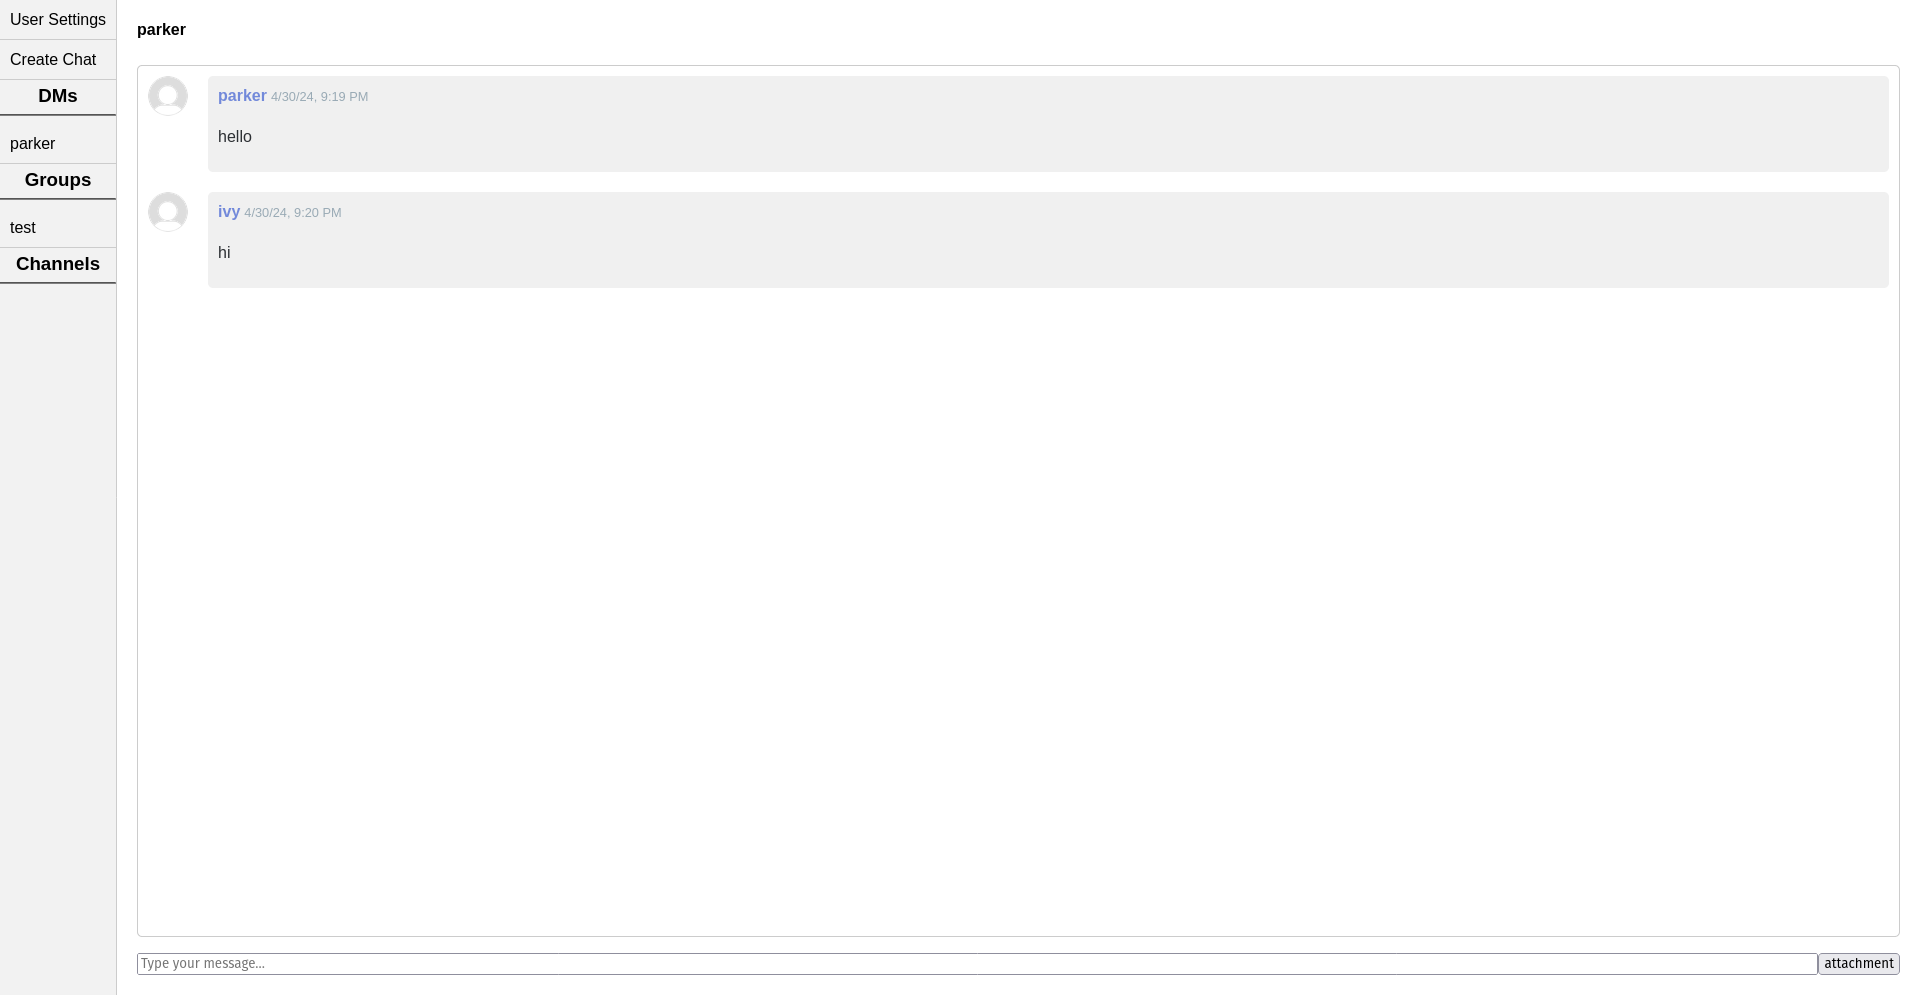 User Settings
Create Chat
DMs
parker
Groups
test
Channels
parker
parker 4/30/24, 9:19 PM
hello
ivy 4/30/24, 9:20 PM
hi
Type your message...
attachment